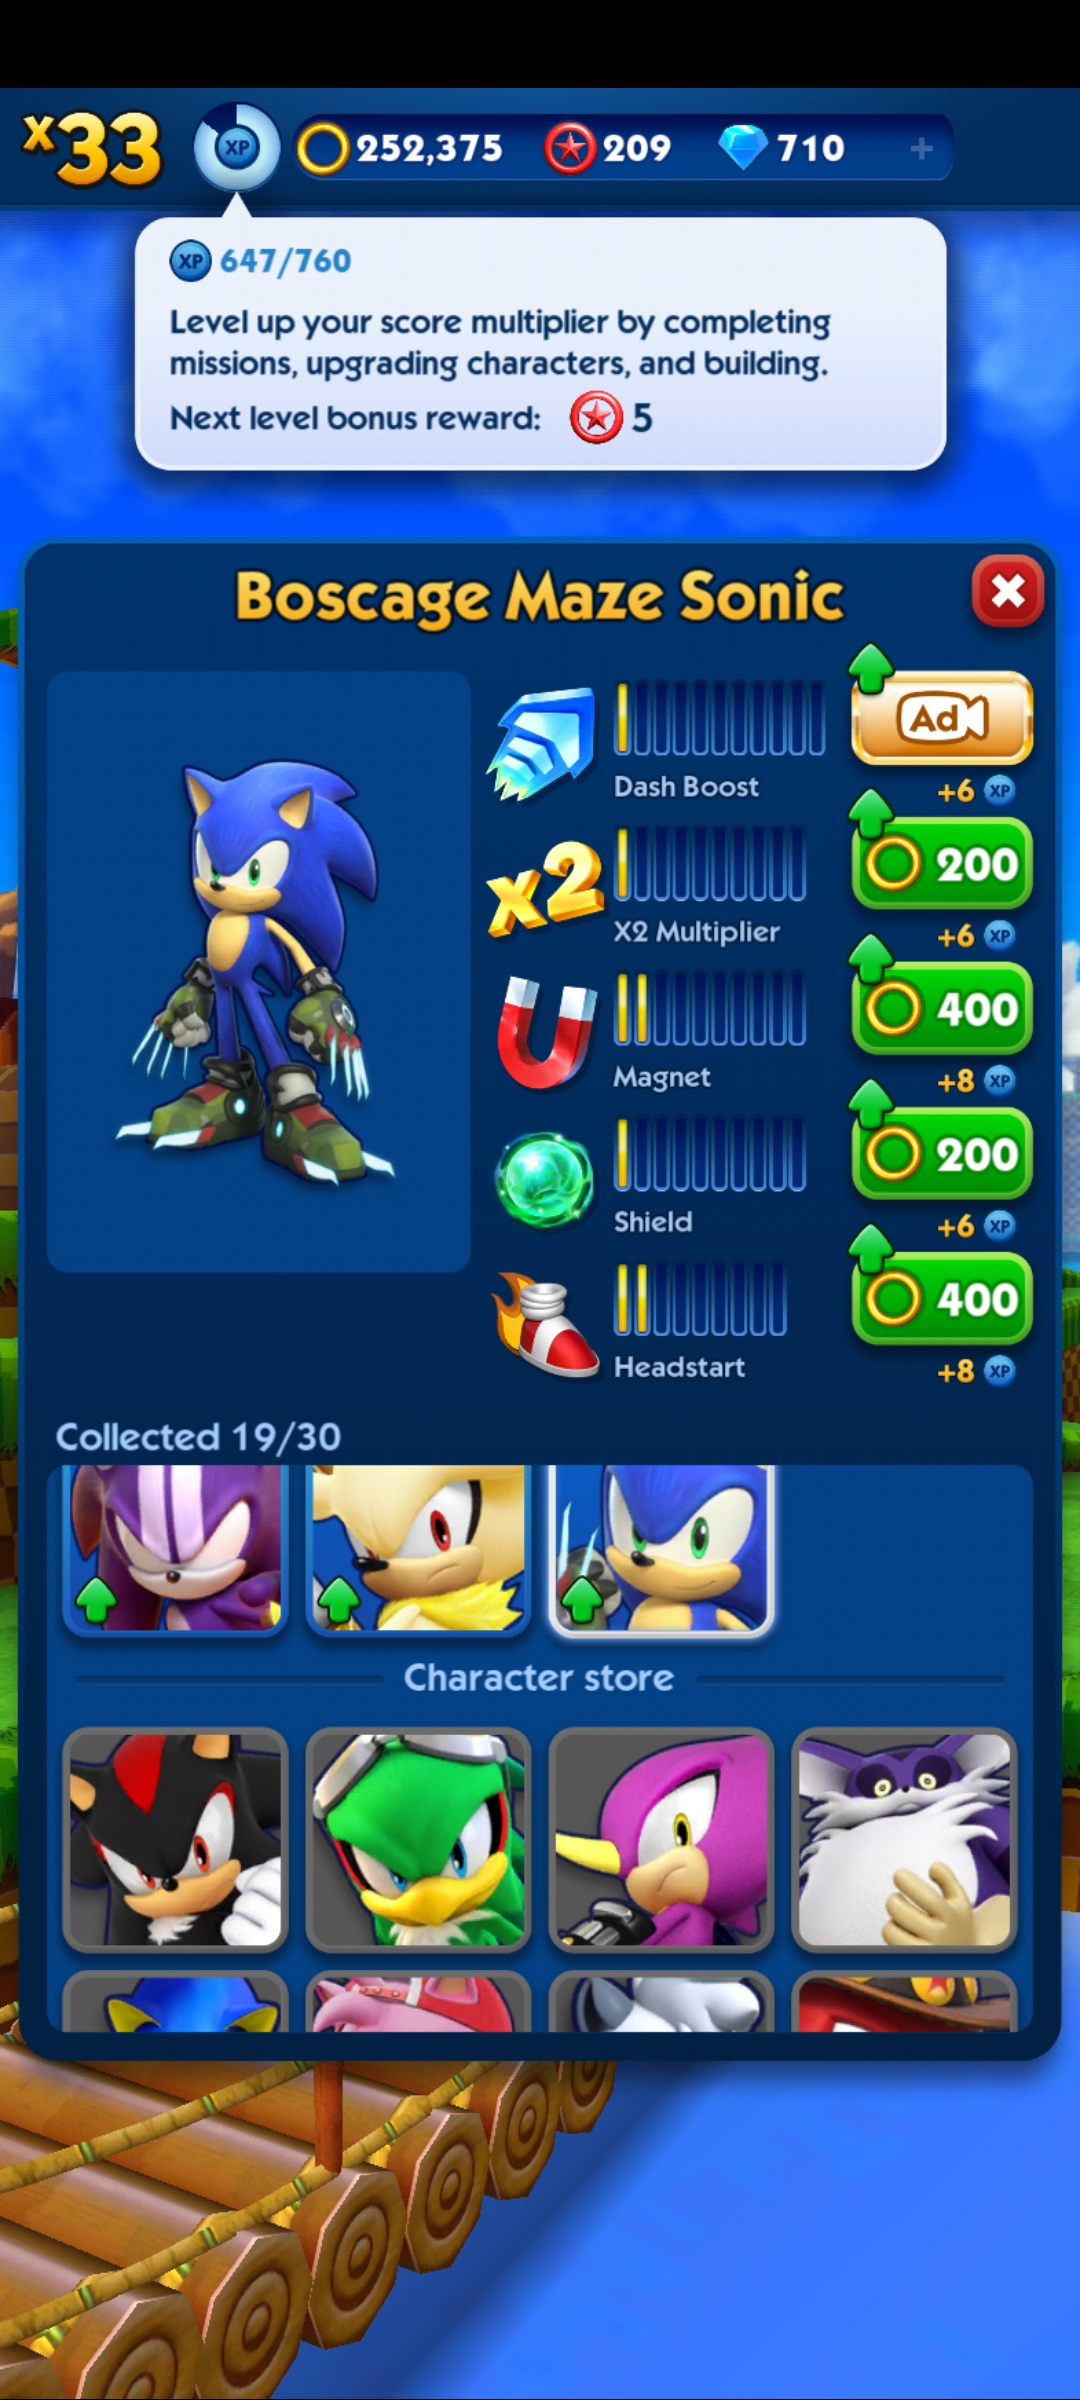 x33
XP
252,375
209
710
+
XP 647/760
Level up your score multiplier by completing
missions, upgrading characters, and building.
Next level bonus reward: 5
Boscage Maze Sonic
Ad
Dash Boost
+6 XP
x2
200
X2 Multiplier
+6 XP
400
Magnet
+8 XP
200
Shield
+6 XP
400
Headstart
+8 XP
Collected 19/30
Character store